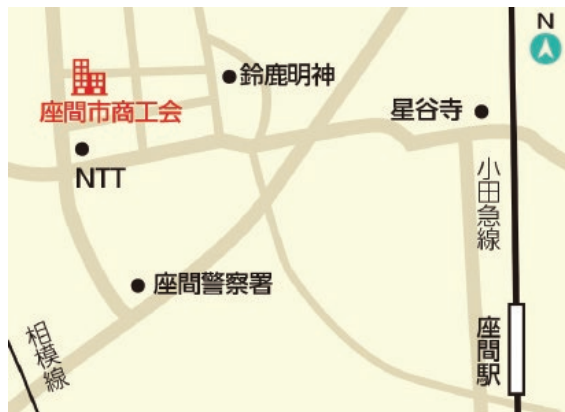 N
鈴鹿明神
座間市商工会
星谷寺
NTT
小田急線
座間警察署
座間駅
相模線